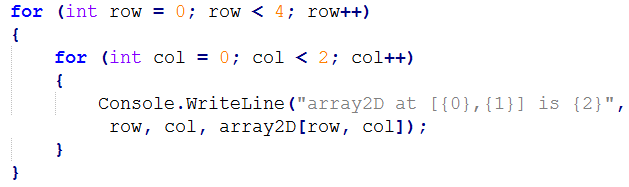 for (int row = 0; row < 4; row++)
{
    for (int col = 0; col < 2; col++)
    {
        Console.WriteLine("array2D at [{0},{1}] is {2}",
         row, col, array2D[row, col]);
    }
}